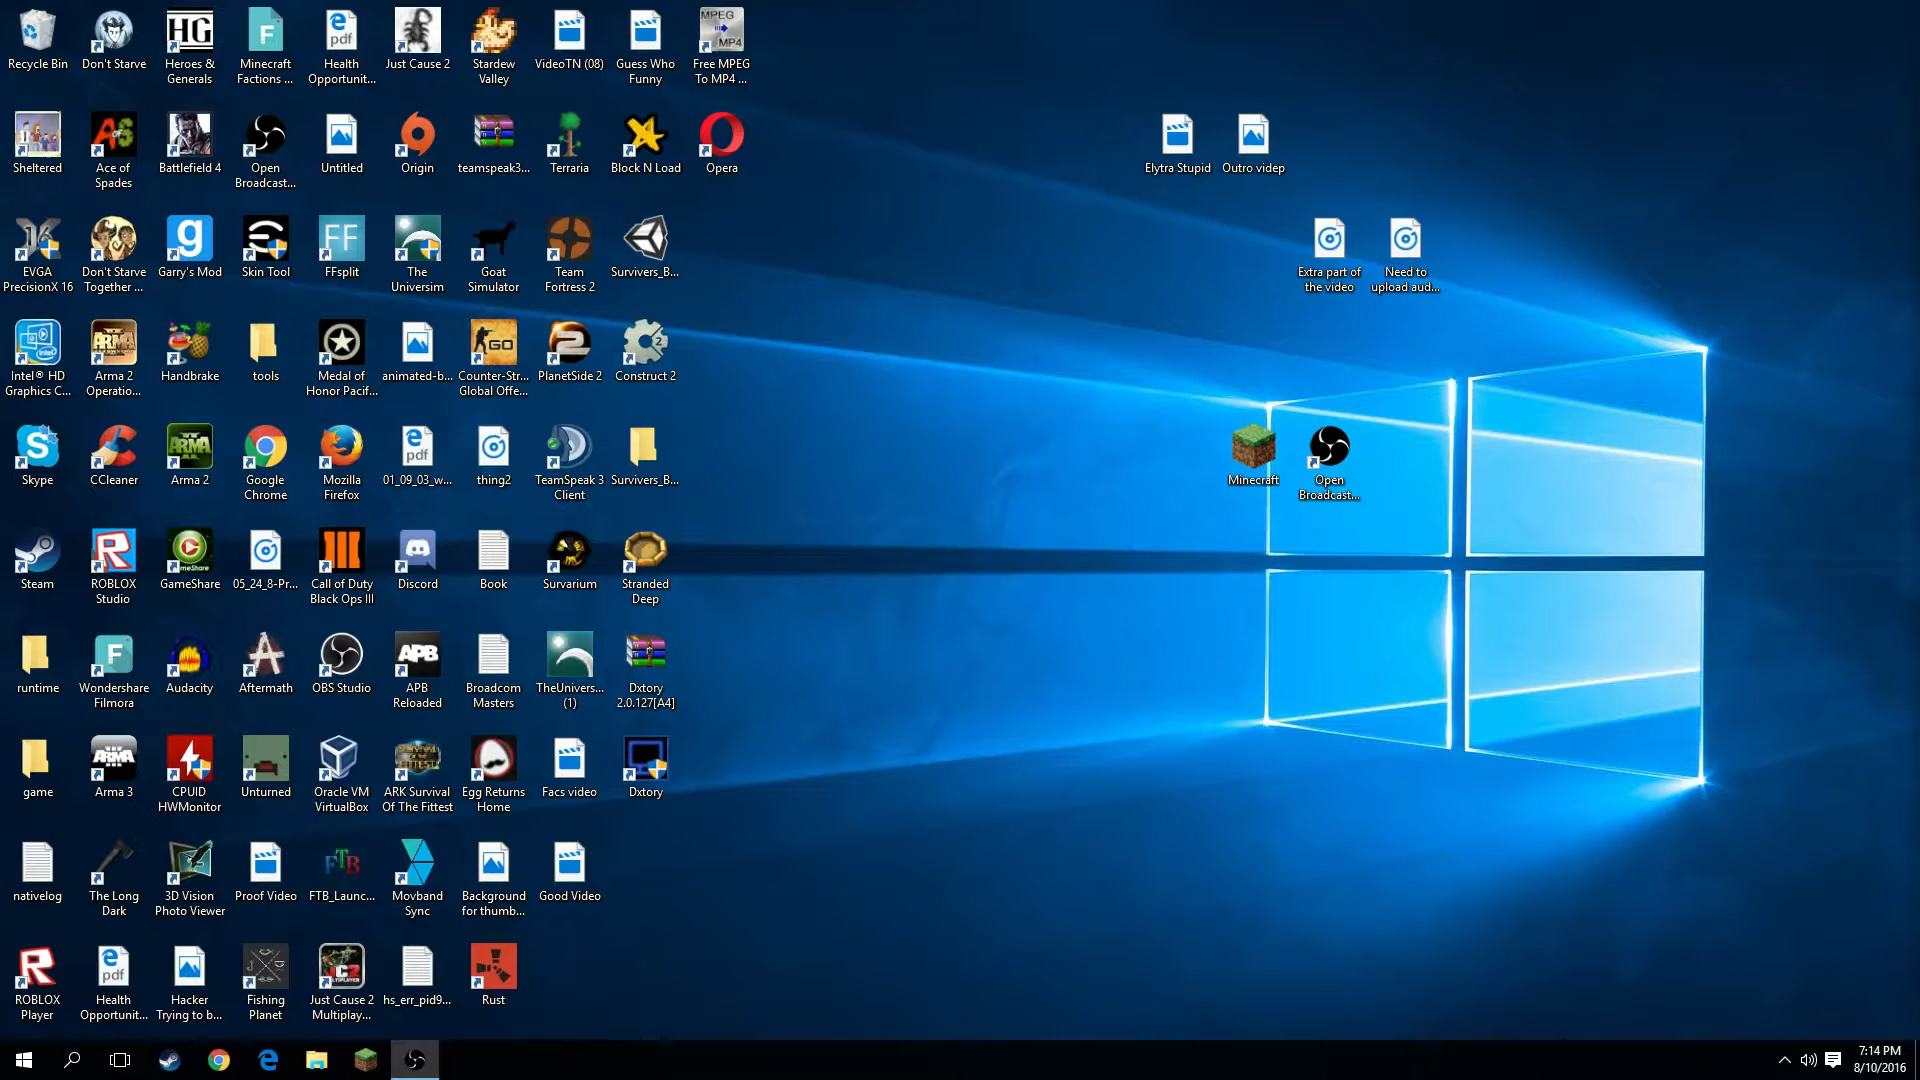 Recycle Bin
Don't Starve
Heroes &
Generals
Minecraft
Factions ...
Health
Opportunit...
Just Cause 2
Stardew
Valley
VideoTN (08)
Guess Who
Funny
Free MPEG
To MP4 ...
Sheltered
Ace of
Spades
Battlefield 4
Open
Broadcast...
Untitled
Origin
teamspeak3...
Terraria
Block N Load
Opera
Elytra Stupid
Outro videp
EVGA
PrecisionX 16
Don't Starve
Together ...
Garry's Mod
Skin Tool
FFsplit
The
Universim
Goat
Simulator
Team
Fortress 2
Survivers_B...
Extra part of
the video
Need to
upload aud...
Intel® HD
Graphics C...
Arma 2
Operatio...
Handbrake
tools
Medal of
Honor Pacif...
animated-b...
Counter-Str...
Global Offe...
PlanetSide 2
Construct 2
Skype
CCleaner
Arma 2
Google
Chrome
Mozilla
Firefox
01_09_03_w...
thing2
TeamSpeak 3
Client
Survivers_B...
Minecraft
Open
Broadcast...
Steam
ROBLOX
Studio
GameShare
05_24_8-Pr...
Call of Duty
Black Ops III
Discord
Book
Survarium
Stranded
Deep
runtime
Wondershare
Filmora
Audacity
Aftermath
OBS Studio
APB
Reloaded
Broadcom
Masters
TheUnivers...
(1)
Dxtory
2.0.127[A4]
game
Arma 3
CPUID
HWMonitor
Unturned
Oracle VM
VirtualBox
ARK Survival
Of The Fittest
Egg Returns
Home
Facs video
Dxtory
nativelog
The Long
Dark
3D Vision
Photo Viewer
Proof Video
FTB_Launc...
Movband
Sync
Background
for thumb...
Good Video
ROBLOX
Player
Health
Opportunit...
Hacker
Trying to b...
Fishing
Planet
Just Cause 2
Multiplay...
hs_err_pid9...
Rust
7:14 PM
8/10/2016